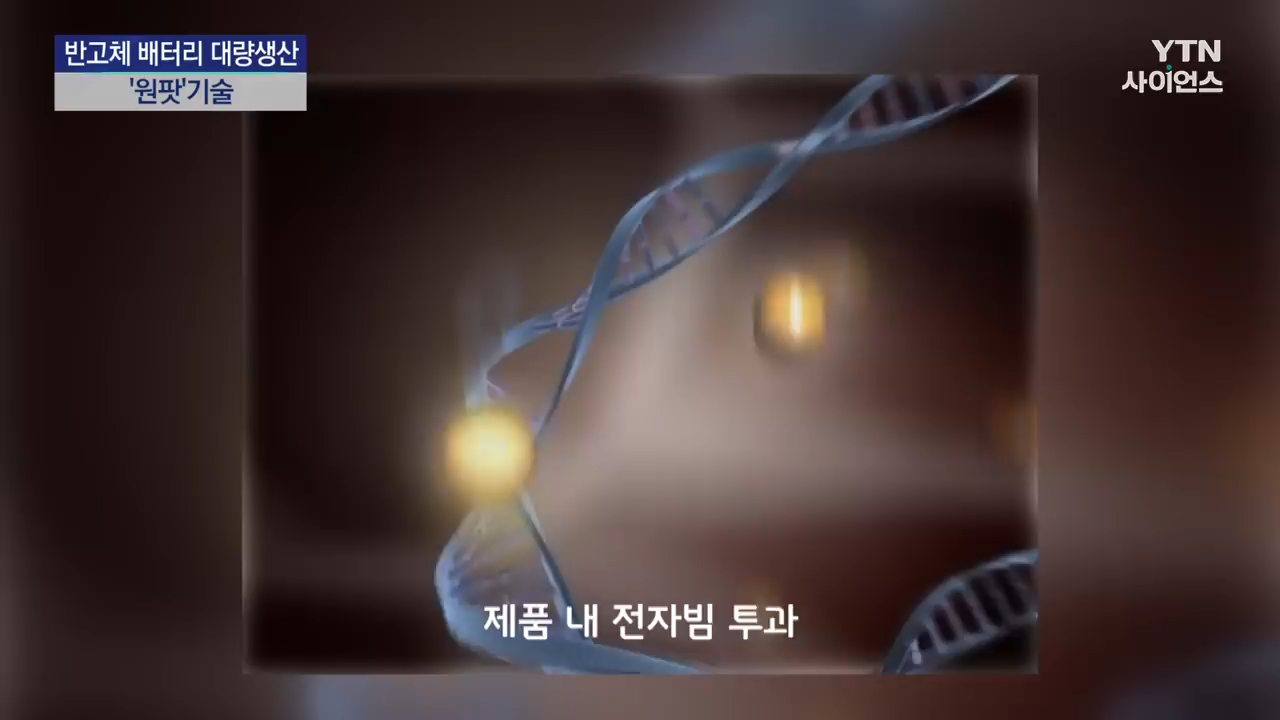 반고체 배터리 대량생산
'원팟'기술
YTN
사이언스
제품 내 전자빔 투과